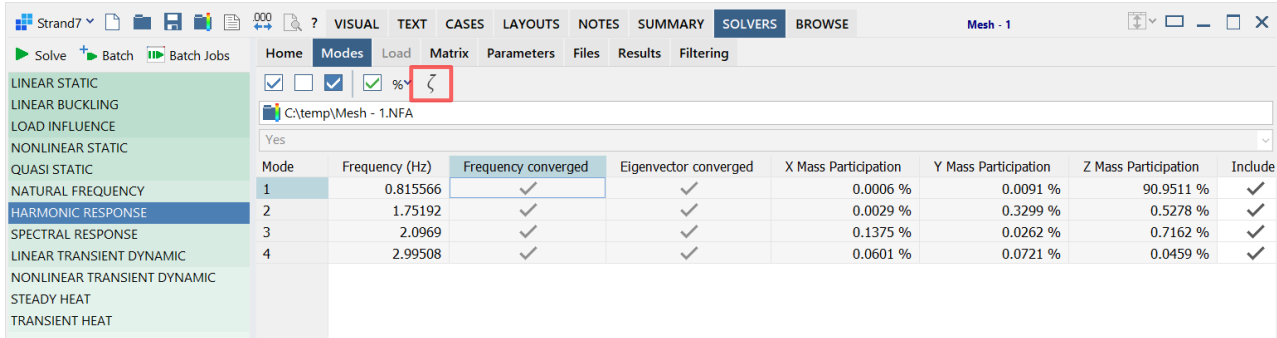 Strand7 .000 ? VISUAL TEXT CASES LAYOUTS NOTES SUMMARY SOLVERS BROWSE Mesh - 1
Solve Batch Batch Jobs
Home Modes Load Matrix Parameters Files Results Filtering
% ζ
C:\temp\Mesh - 1.NFA
Yes
LINEAR STATIC
LINEAR BUCKLING
LOAD INFLUENCE
NONLINEAR STATIC
QUASI STATIC
NATURAL FREQUENCY
HARMONIC RESPONSE
SPECTRAL RESPONSE
LINEAR TRANSIENT DYNAMIC
NONLINEAR TRANSIENT DYNAMIC
STEADY HEAT
TRANSIENT HEAT
Mode Frequency (Hz) Frequency converged Eigenvector converged X Mass Participation Y Mass Participation Z Mass Participation Include
1 0.815566 0.0006 % 0.0091 % 90.9511 %
2 1.75192 0.0029 % 0.3299 % 0.5278 %
3 2.0969 0.1375 % 0.0262 % 0.7162 %
4 2.99508 0.0601 % 0.0721 % 0.0459 %